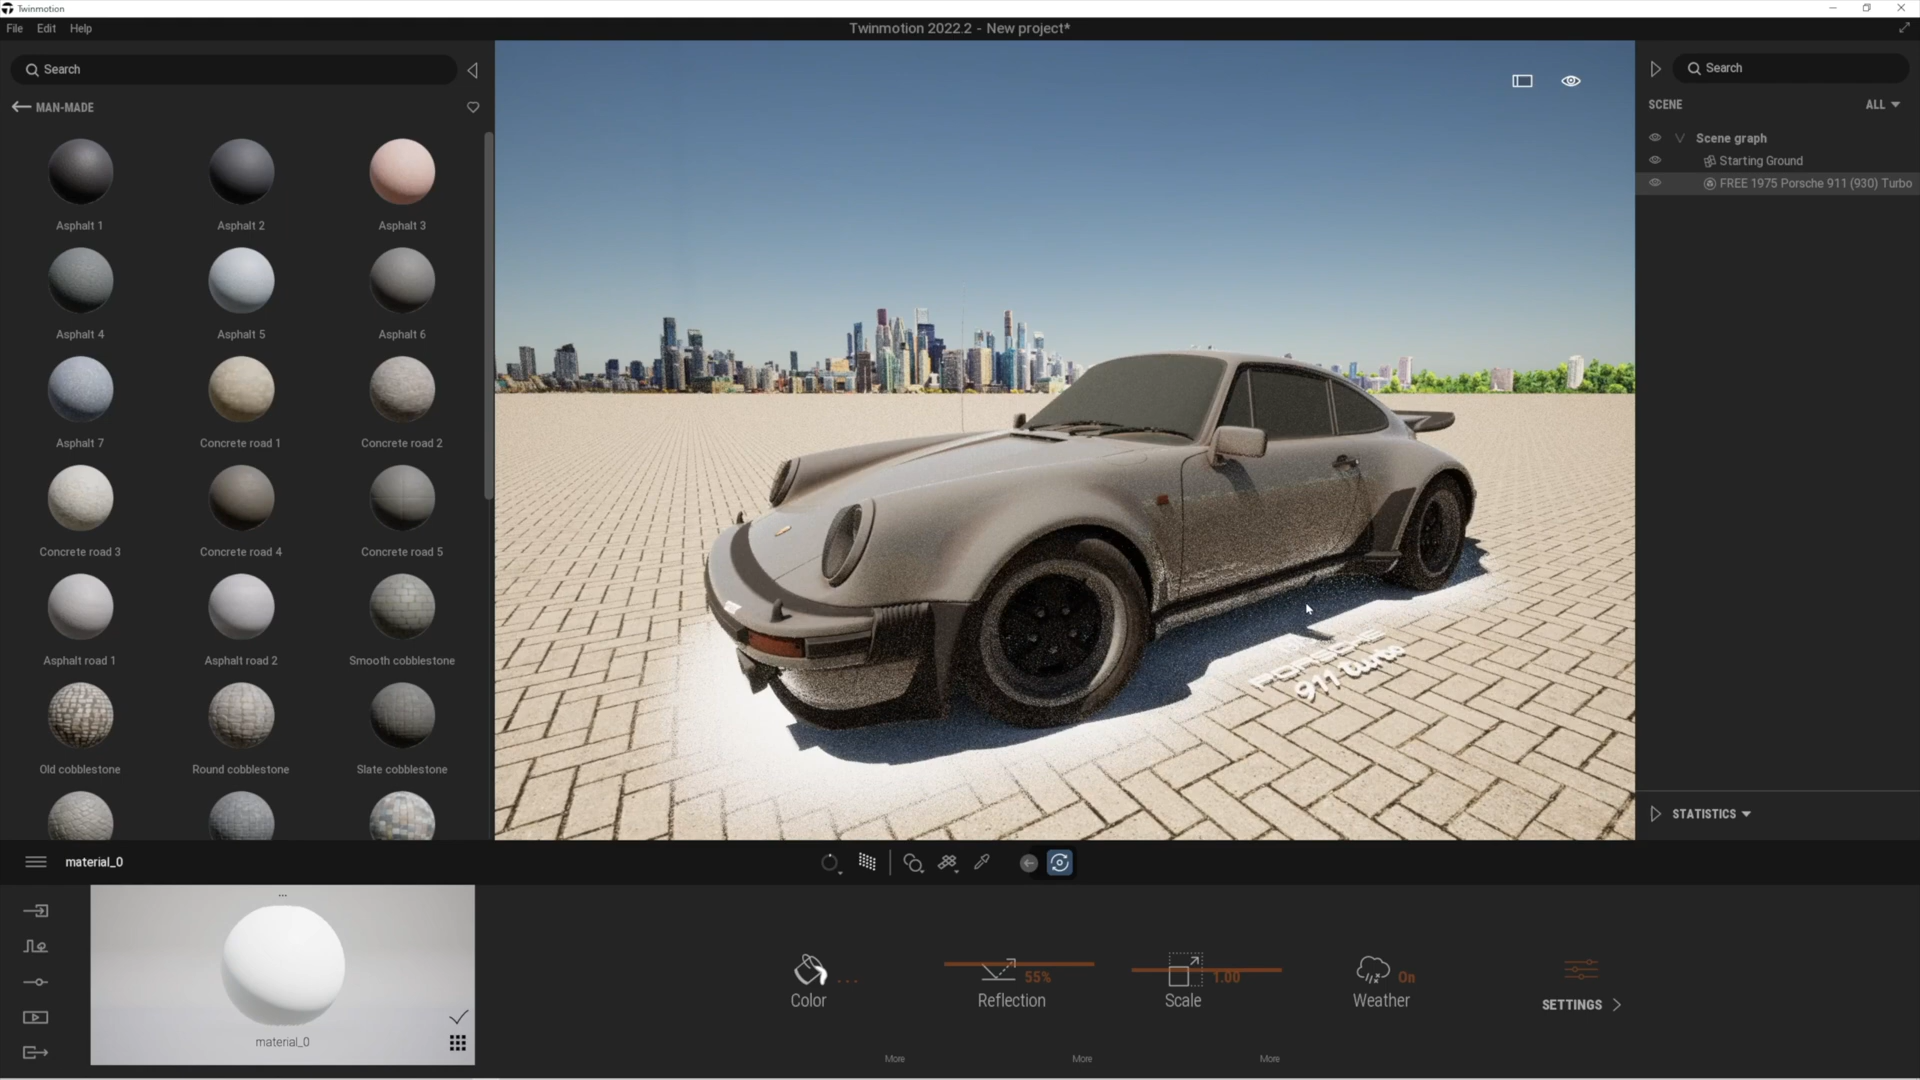 Twinmotion
File Edit Help
Twinmotion 2022.2 - New project*
Search
MAN-MADE
Asphalt 1
Asphalt 2
Asphalt 3
Asphalt 4
Asphalt 5
Asphalt 6
Asphalt 7
Concrete road 1
Concrete road 2
Concrete road 3
Concrete road 4
Concrete road 5
Asphalt road 1
Asphalt road 2
Smooth cobblestone
Old cobblestone
Round cobblestone
Slate cobblestone
PORSCHE
911 turbo
Search
SCENE
ALL
Scene graph
Starting Ground
FREE 1975 Porsche 911 (930) Turbo
STATISTICS
material_0
...
material_0
...
Color
More
55%
Reflection
More
1.00
Scale
More
On
Weather
SETTINGS